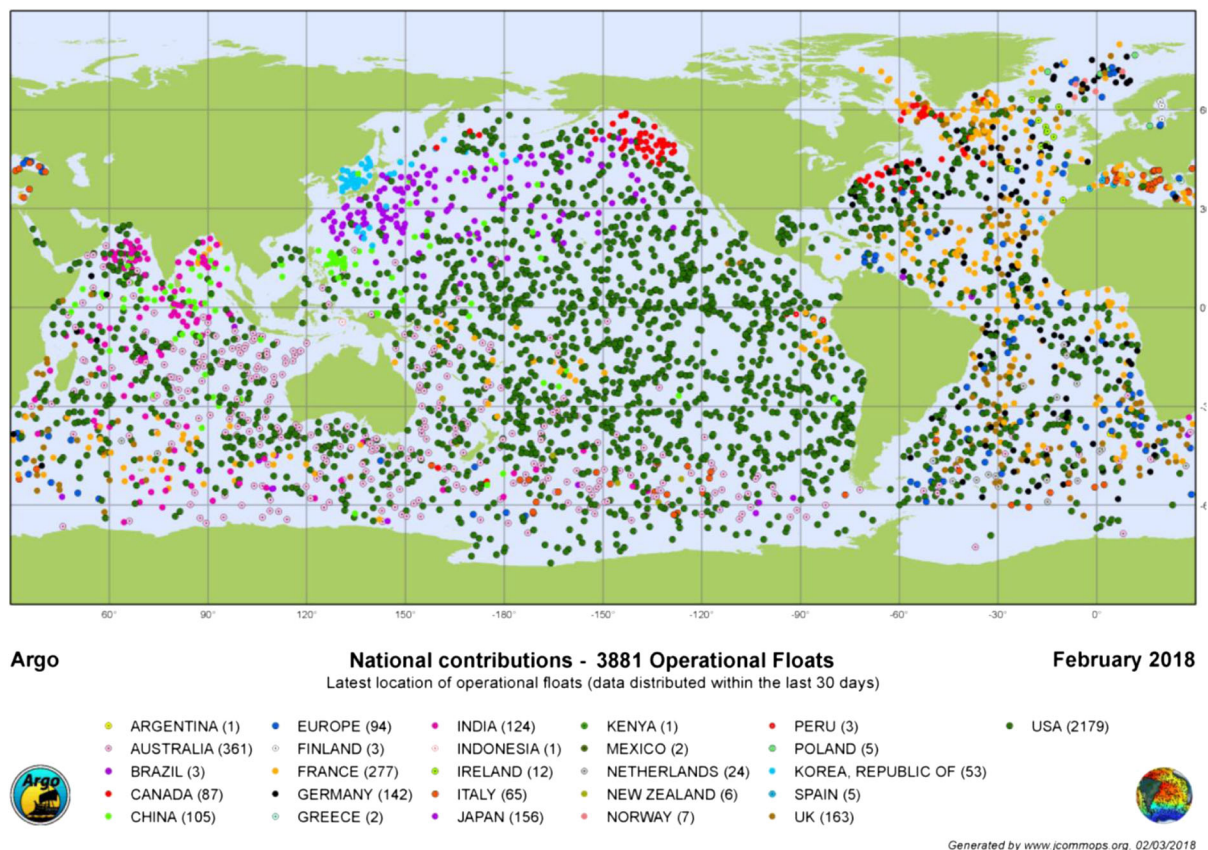 60
30
0
-3
-6
60° 90° 120° 150° -180° -150° -120° -90° -60° -30° 0°
Argo
National contributions - 3881 Operational Floats
February 2018
Latest location of operational floats (data distributed within the last 30 days)
ARGENTINA (1) EUROPE (94) INDIA (124) KENYA (1) PERU (3) USA (2179)
AUSTRALIA (361) FINLAND (3) INDONESIA (1) MEXICO (2) POLAND (5)
BRAZIL (3) FRANCE (277) IRELAND (12) NETHERLANDS (24) KOREA, REPUBLIC OF (53)
CANADA (87) GERMANY (142) ITALY (65) NEW ZEALAND (6) SPAIN (5)
CHINA (105) GREECE (2) JAPAN (156) NORWAY (7) UK (163)
Argo
Generated by www.jcommops.org, 02/03/2018